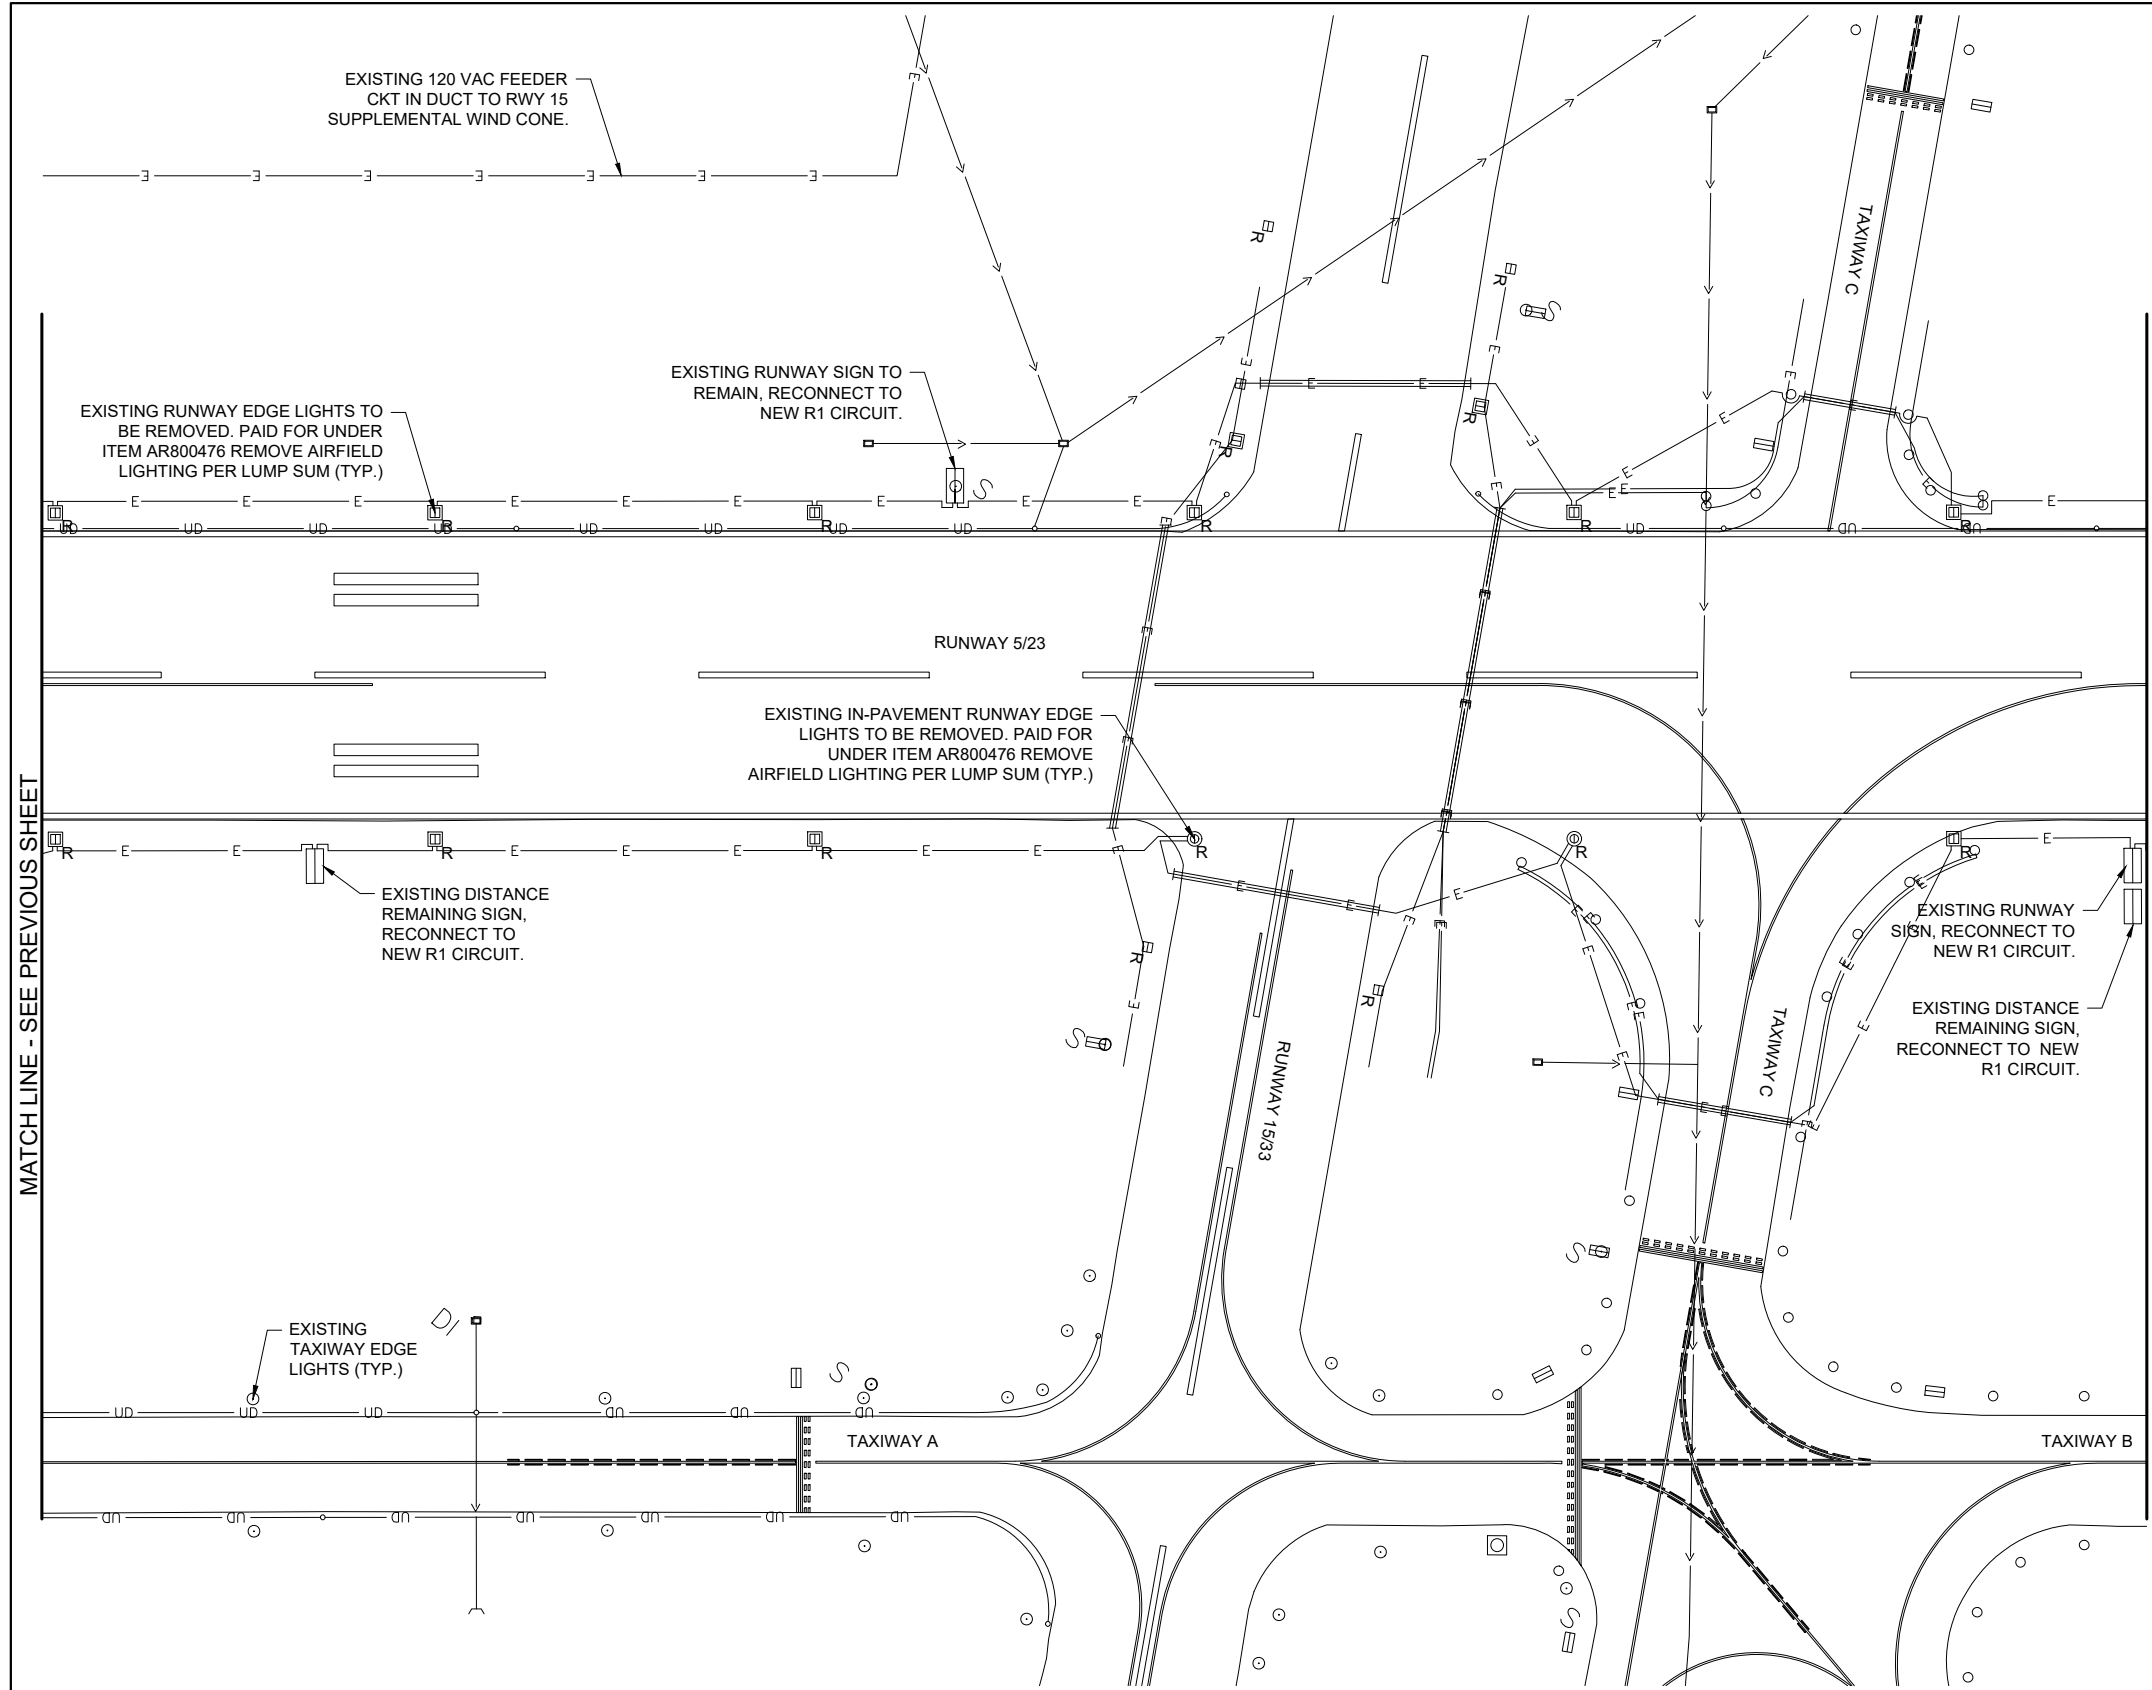 EXISTING 120 VAC FEEDER
CKT IN DUCT TO RWY 15
SUPPLEMENTAL WIND CONE.
TAXIWAY C
EXISTING RUNWAY SIGN TO
REMAIN, RECONNECT TO
NEW R1 CIRCUIT.
EXISTING RUNWAY EDGE LIGHTS TO
BE REMOVED. PAID FOR UNDER
ITEM AR800476 REMOVE AIRFIELD
LIGHTING PER LUMP SUM (TYP.)
RUNWAY 5/23
EXISTING IN-PAVEMENT RUNWAY EDGE
LIGHTS TO BE REMOVED. PAID FOR
UNDER ITEM AR800476 REMOVE
AIRFIELD LIGHTING PER LUMP SUM (TYP.)
MATCH LINE - SEE PREVIOUS SHEET
EXISTING DISTANCE
REMAINING SIGN,
RECONNECT TO
NEW R1 CIRCUIT.
EXISTING RUNWAY
SIGN, RECONNECT TO
NEW R1 CIRCUIT.
EXISTING DISTANCE
REMAINING SIGN,
RECONNECT TO NEW
R1 CIRCUIT.
RUNWAY 15/33
TAXIWAY C
EXISTING
TAXIWAY EDGE
LIGHTS (TYP.)
TAXIWAY A
TAXIWAY B